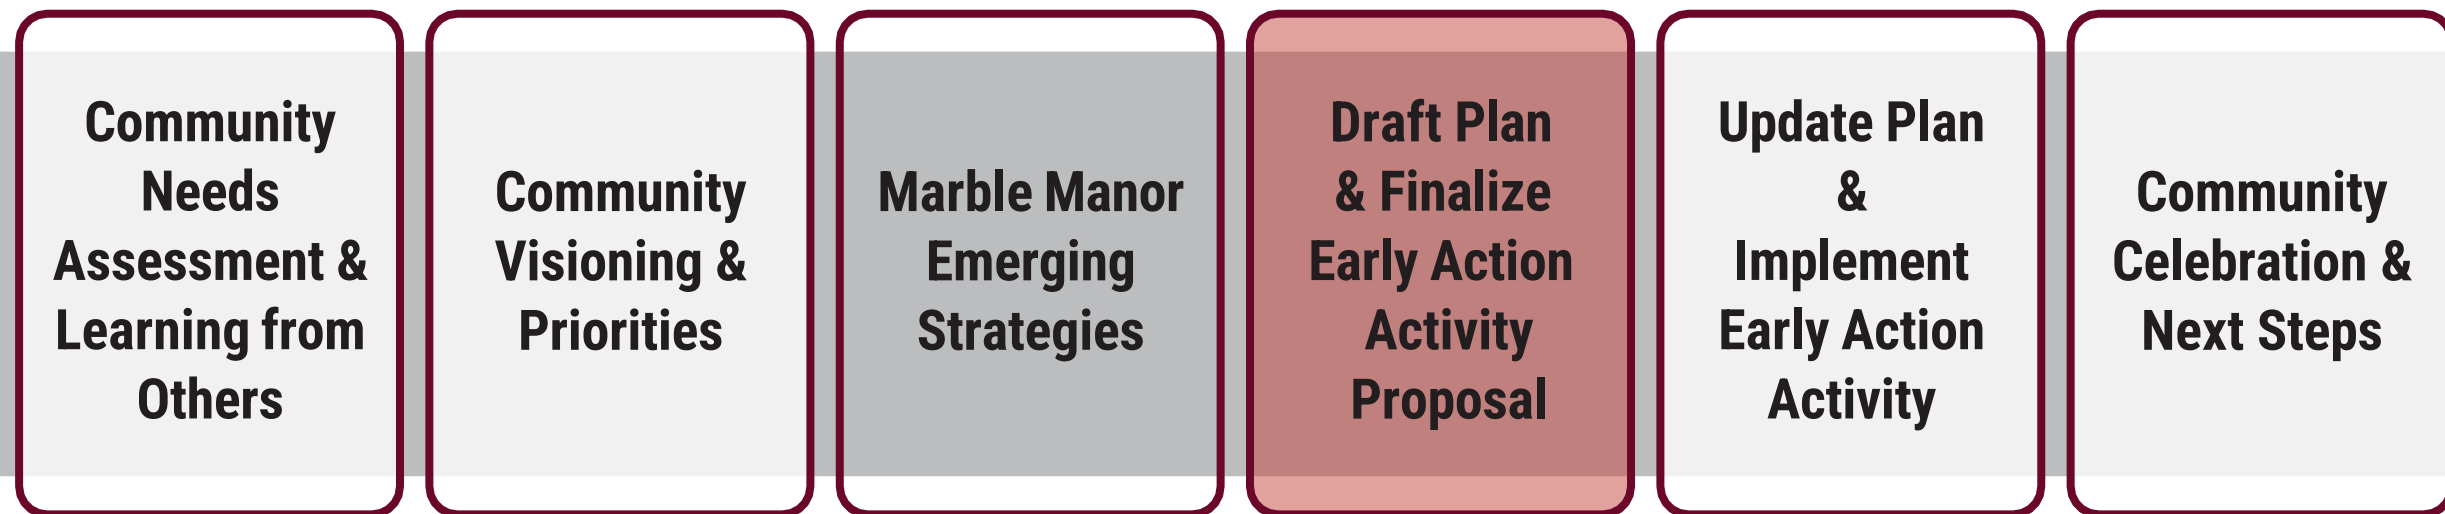 Community
Needs
Assessment &
Learning from
Others
Community
Visioning &
Priorities
Marble Manor
Emerging
Strategies
Draft Plan
& Finalize
Early Action
Activity
Proposal
Update Plan
&
Implement
Early Action
Activity
Community
Celebration &
Next Steps